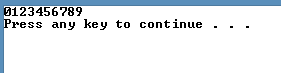 0123456789
Press any key to continue . . .